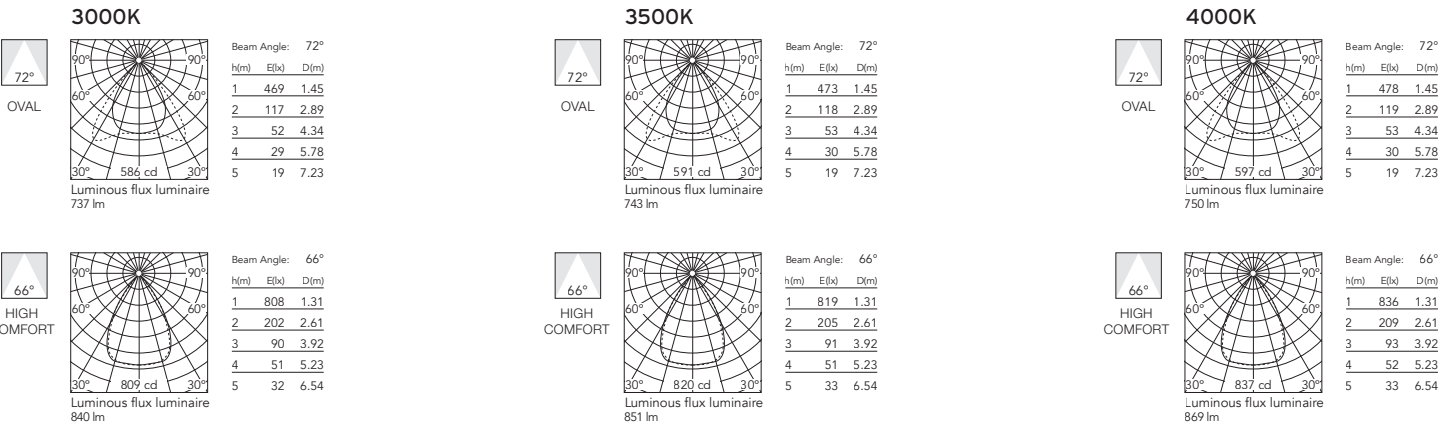 3000K
72°
OVAL
90° 90°
60° 60°
30° 586 cd 30°
Luminous flux luminaire
737 lm
Beam Angle: 72°
h(m) E(lx) D(m)
1 469 1.45
2 117 2.89
3 52 4.34
4 29 5.78
5 19 7.23
66°
HIGH
OMFORT
90° 90°
60° 60°
30° 809 cd 30°
Luminous flux luminaire
840 lm
Beam Angle: 66°
h(m) E(lx) D(m)
1 808 1.31
2 202 2.61
3 90 3.92
4 51 5.23
5 32 6.54
3500K
72°
OVAL
90° 90°
60° 60°
30° 591 cd 30°
Luminous flux luminaire
743 lm
Beam Angle: 72°
h(m) E(lx) D(m)
1 473 1.45
2 118 2.89
3 53 4.34
4 30 5.78
5 19 7.23
66°
HIGH
COMFORT
90° 90°
60° 60°
30° 820 cd 30°
Luminous flux luminaire
851 lm
Beam Angle: 66°
h(m) E(lx) D(m)
1 819 1.31
2 205 2.61
3 91 3.92
4 51 5.23
5 33 6.54
4000K
72°
OVAL
90° 90°
60° 60°
30° 597 cd 30°
Luminous flux luminaire
750 lm
Beam Angle: 72°
h(m) E(lx) D(m)
1 478 1.45
2 119 2.89
3 53 4.34
4 30 5.78
5 19 7.23
66°
HIGH
COMFORT
90° 90°
60° 60°
30° 837 cd 30°
Luminous flux luminaire
869 lm
Beam Angle: 66°
h(m) E(lx) D(m)
1 836 1.31
2 209 2.61
3 93 3.92
4 52 5.23
5 33 6.54